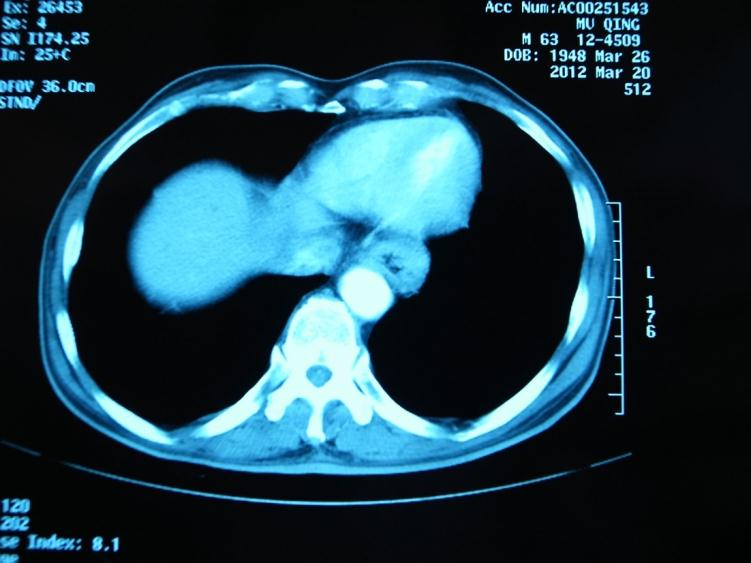 Ex: 26453
Se: 4
SN I174.25
Im: 25+C
DFOV 36.0cm
STND/
Acc Num:AC00251543
MU QING
M 63 12-4509
DOB: 1948 Mar 26
2012 Mar 20
512
L
176
120
202
se Index: 8.1